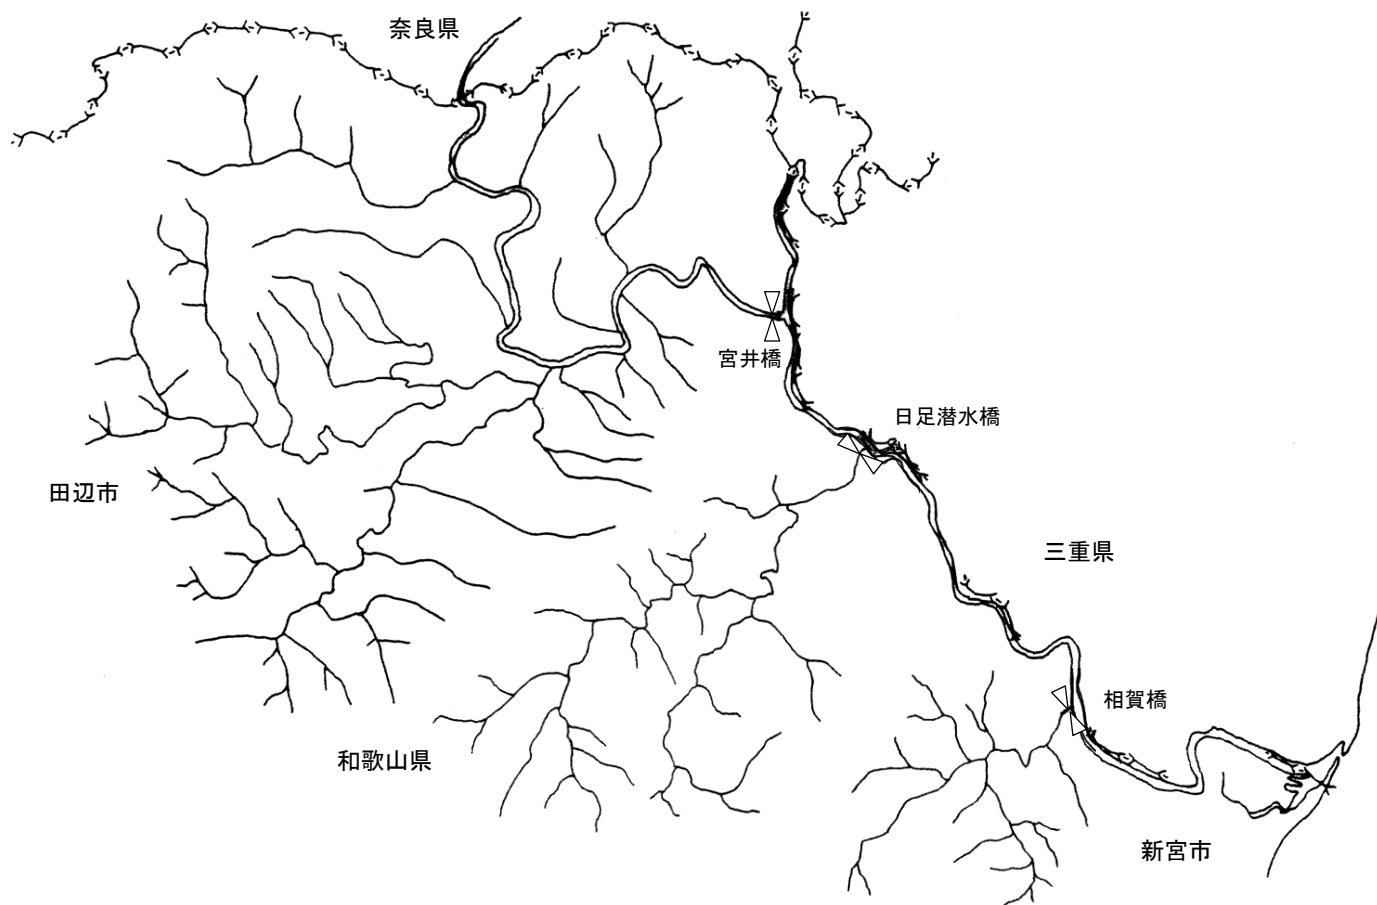 奈良県
宮井橋
日足潜水橋
田辺市
三重県
相賀橋
和歌山県
新宮市